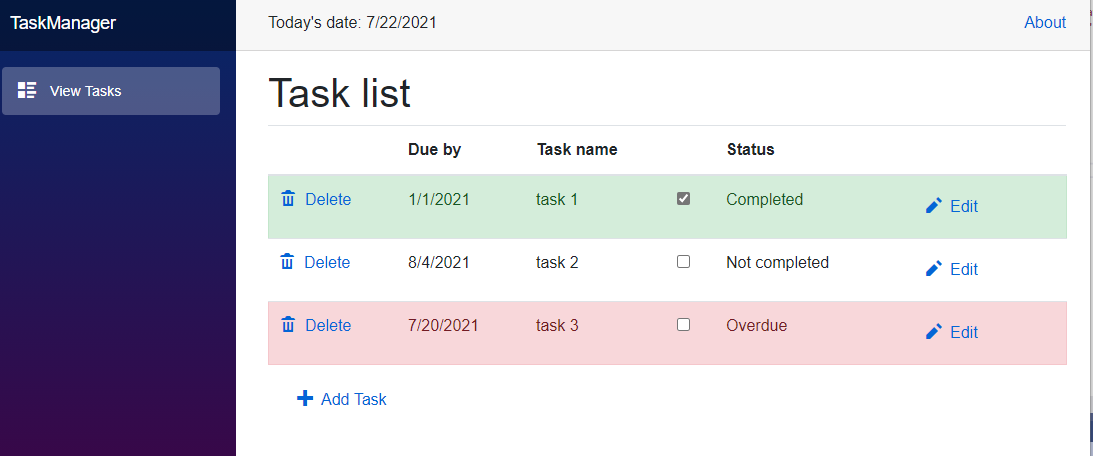 TaskManager
Today's date: 7/22/2021 About
View Tasks
Task list
Due by Task name Status
Delete 1/1/2021 task 1 Completed Edit
Delete 8/4/2021 task 2 Not completed Edit
Delete 7/20/2021 task 3 Overdue Edit
Add Task